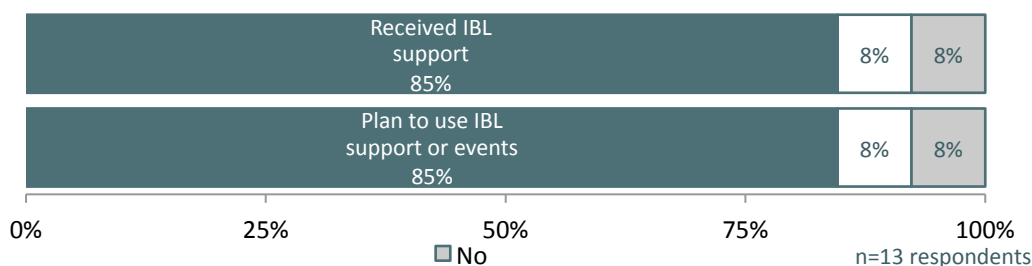 Received IBL
support
85%
8%
8%
Plan to use IBL
support or events
85%
8%
8%
0%
25%
50%
75%
100%
No
n=13 respondents